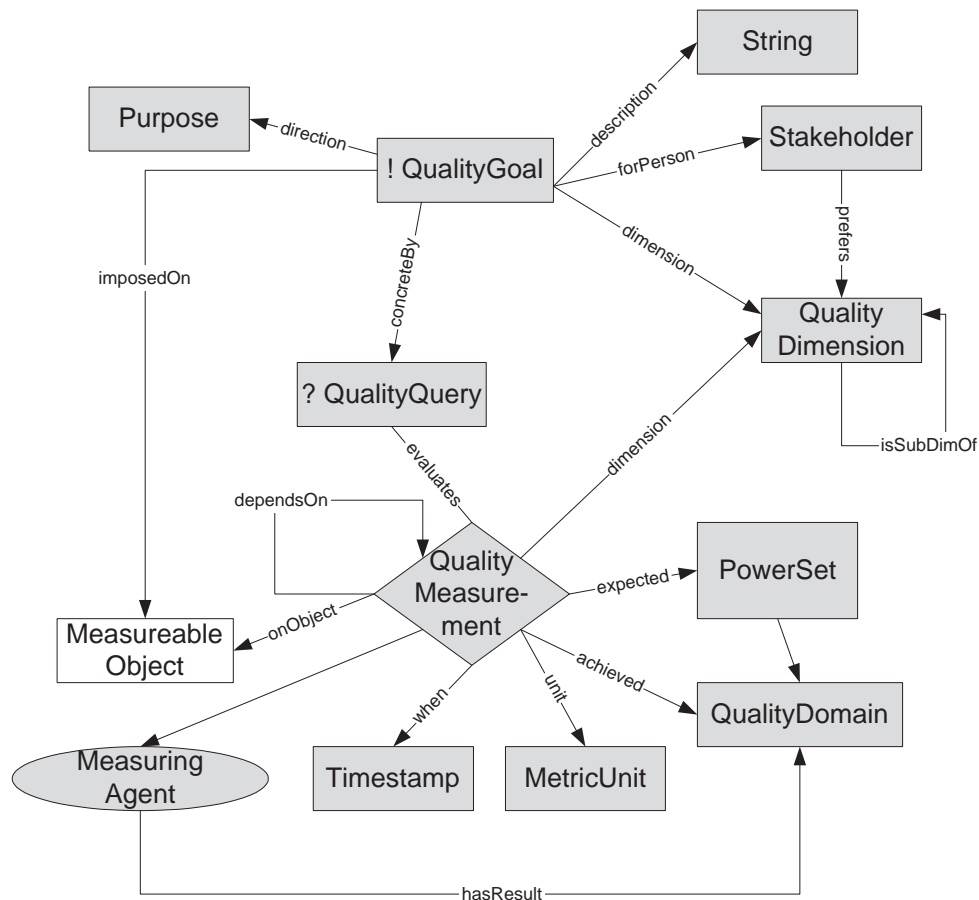 String
Purpose
direction
description
Stakeholder
! QualityGoal
forPerson
prefers
dimension
imposedOn
concreteBy
Quality
Dimension
? QualityQuery
isSubDimOf
evaluates
dimension
dependsOn
Quality
Measure-
ment
expected
PowerSet
onObject
Measureable
Object
achieved
unit
when
QualityDomain
Measuring
Agent
Timestamp
MetricUnit
hasResult